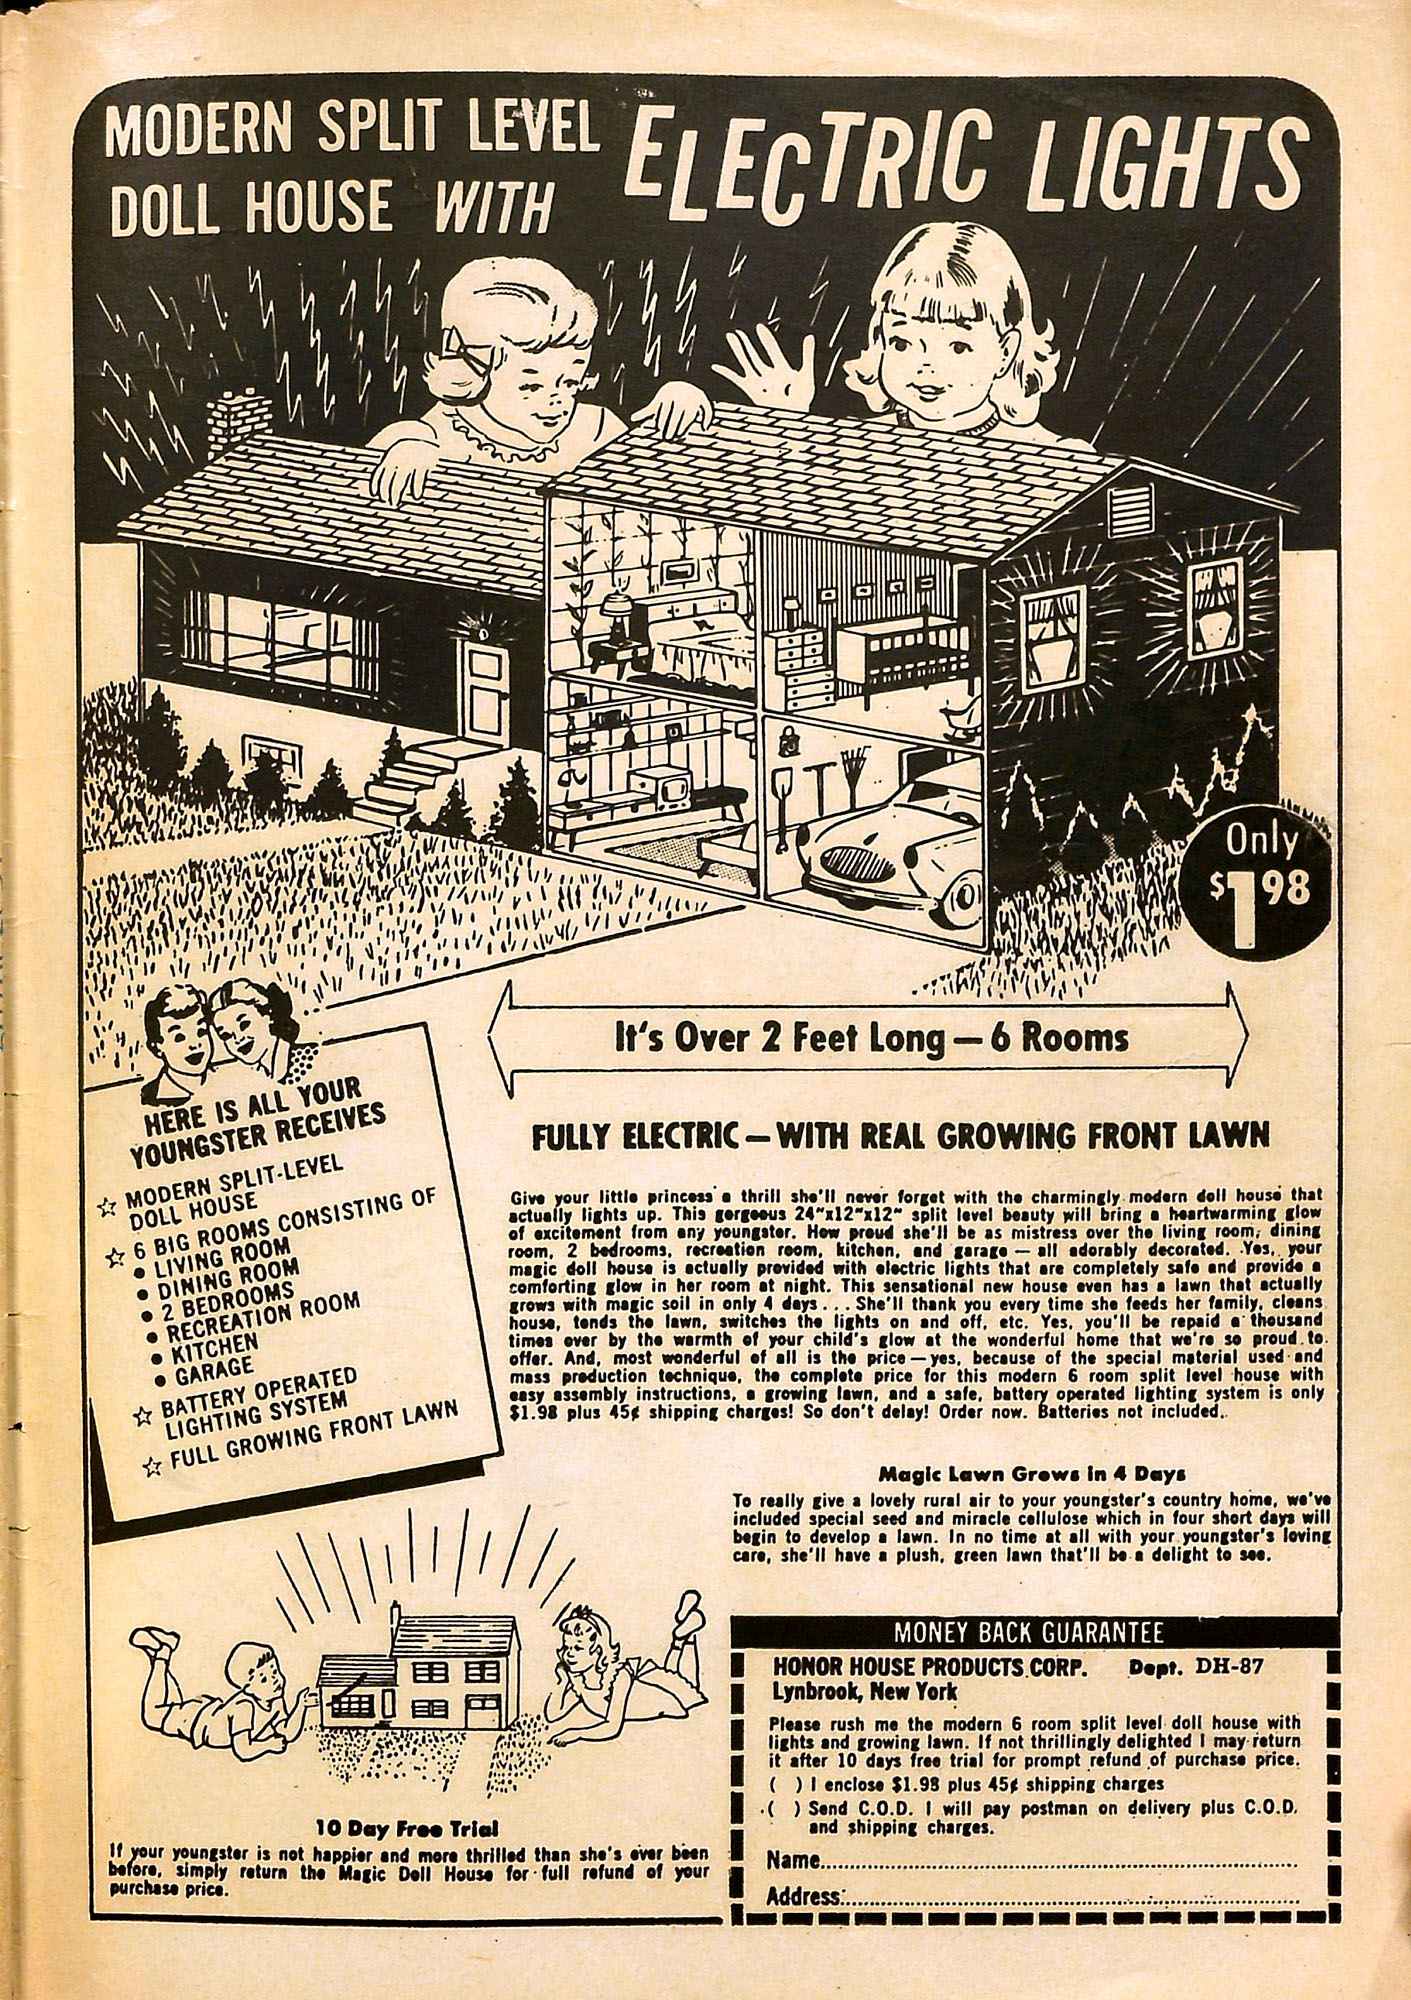 MODERN SPLIT LEVEL
DOLL HOUSE WITH
ELECTRIC LIGHTS
Only
$1.98
It's Over 2 Feet Long — 6 Rooms
HERE IS ALL YOUR
YOUNGSTER RECEIVES
☆ MODERN SPLIT-LEVEL
DOLL HOUSE
☆ 6 BIG ROOMS CONSISTING OF
• LIVING ROOM
• DINING ROOM
• 2 BEDROOMS
• RECREATION ROOM
• KITCHEN
• GARAGE
☆ BATTERY OPERATED
LIGHTING SYSTEM
☆ FULL GROWING FRONT LAWN
FULLY ELECTRIC — WITH REAL GROWING FRONT LAWN
Give your little princess a thrill she'll never forget with the charmingly modern doll house that
actually lights up. This gorgeous 24"x12"x12" split level beauty will bring a heartwarming glow
of excitement from any youngster. How proud she'll be as mistress over the living room, dining
room, 2 bedrooms, recreation room, kitchen, and garage — all adorably decorated. Yes, your
magic doll house is actually provided with electric lights that are completely safe and provide a
comforting glow in her room at night. This sensational new house even has a lawn that actually
grows with magic soil in only 4 days . . . She'll thank you every time she feeds her family, cleans
house, tends the lawn, switches the lights on and off, etc. Yes, you'll be repaid a thousand
times over by the warmth of your child's glow at the wonderful home that we're so proud to
offer. And, most wonderful of all is the price — yes, because of the special material used and
mass production technique, the complete price for this modern 6 room split level house with
easy assembly instructions, a growing lawn, and a safe, battery operated lighting system is only
$1.98 plus 45¢ shipping charges! So don't delay! Order now. Batteries not included.
Magic Lawn Grows in 4 Days
To really give a lovely rural air to your youngster's country home, we've
included special seed and miracle cellulose which in four short days will
begin to develop a lawn. In no time at all with your youngster's loving
care, she'll have a plush, green lawn that'll be a delight to see.
10 Day Free Trial
If your youngster is not happier and more thrilled than she's ever been
before, simply return the Magic Doll House for full refund of your
purchase price.
MONEY BACK GUARANTEE
HONOR HOUSE PRODUCTS CORP. Dept. DH-87
Lynbrook, New York
Please rush me the modern 6 room split level doll house with
lights and growing lawn. If not thrillingly delighted I may return
it after 10 days free trial for prompt refund of purchase price.
( ) I enclose $1.98 plus 45¢ shipping charges
( ) Send C.O.D. I will pay postman on delivery plus C.O.D.
and shipping charges.
Name
Address